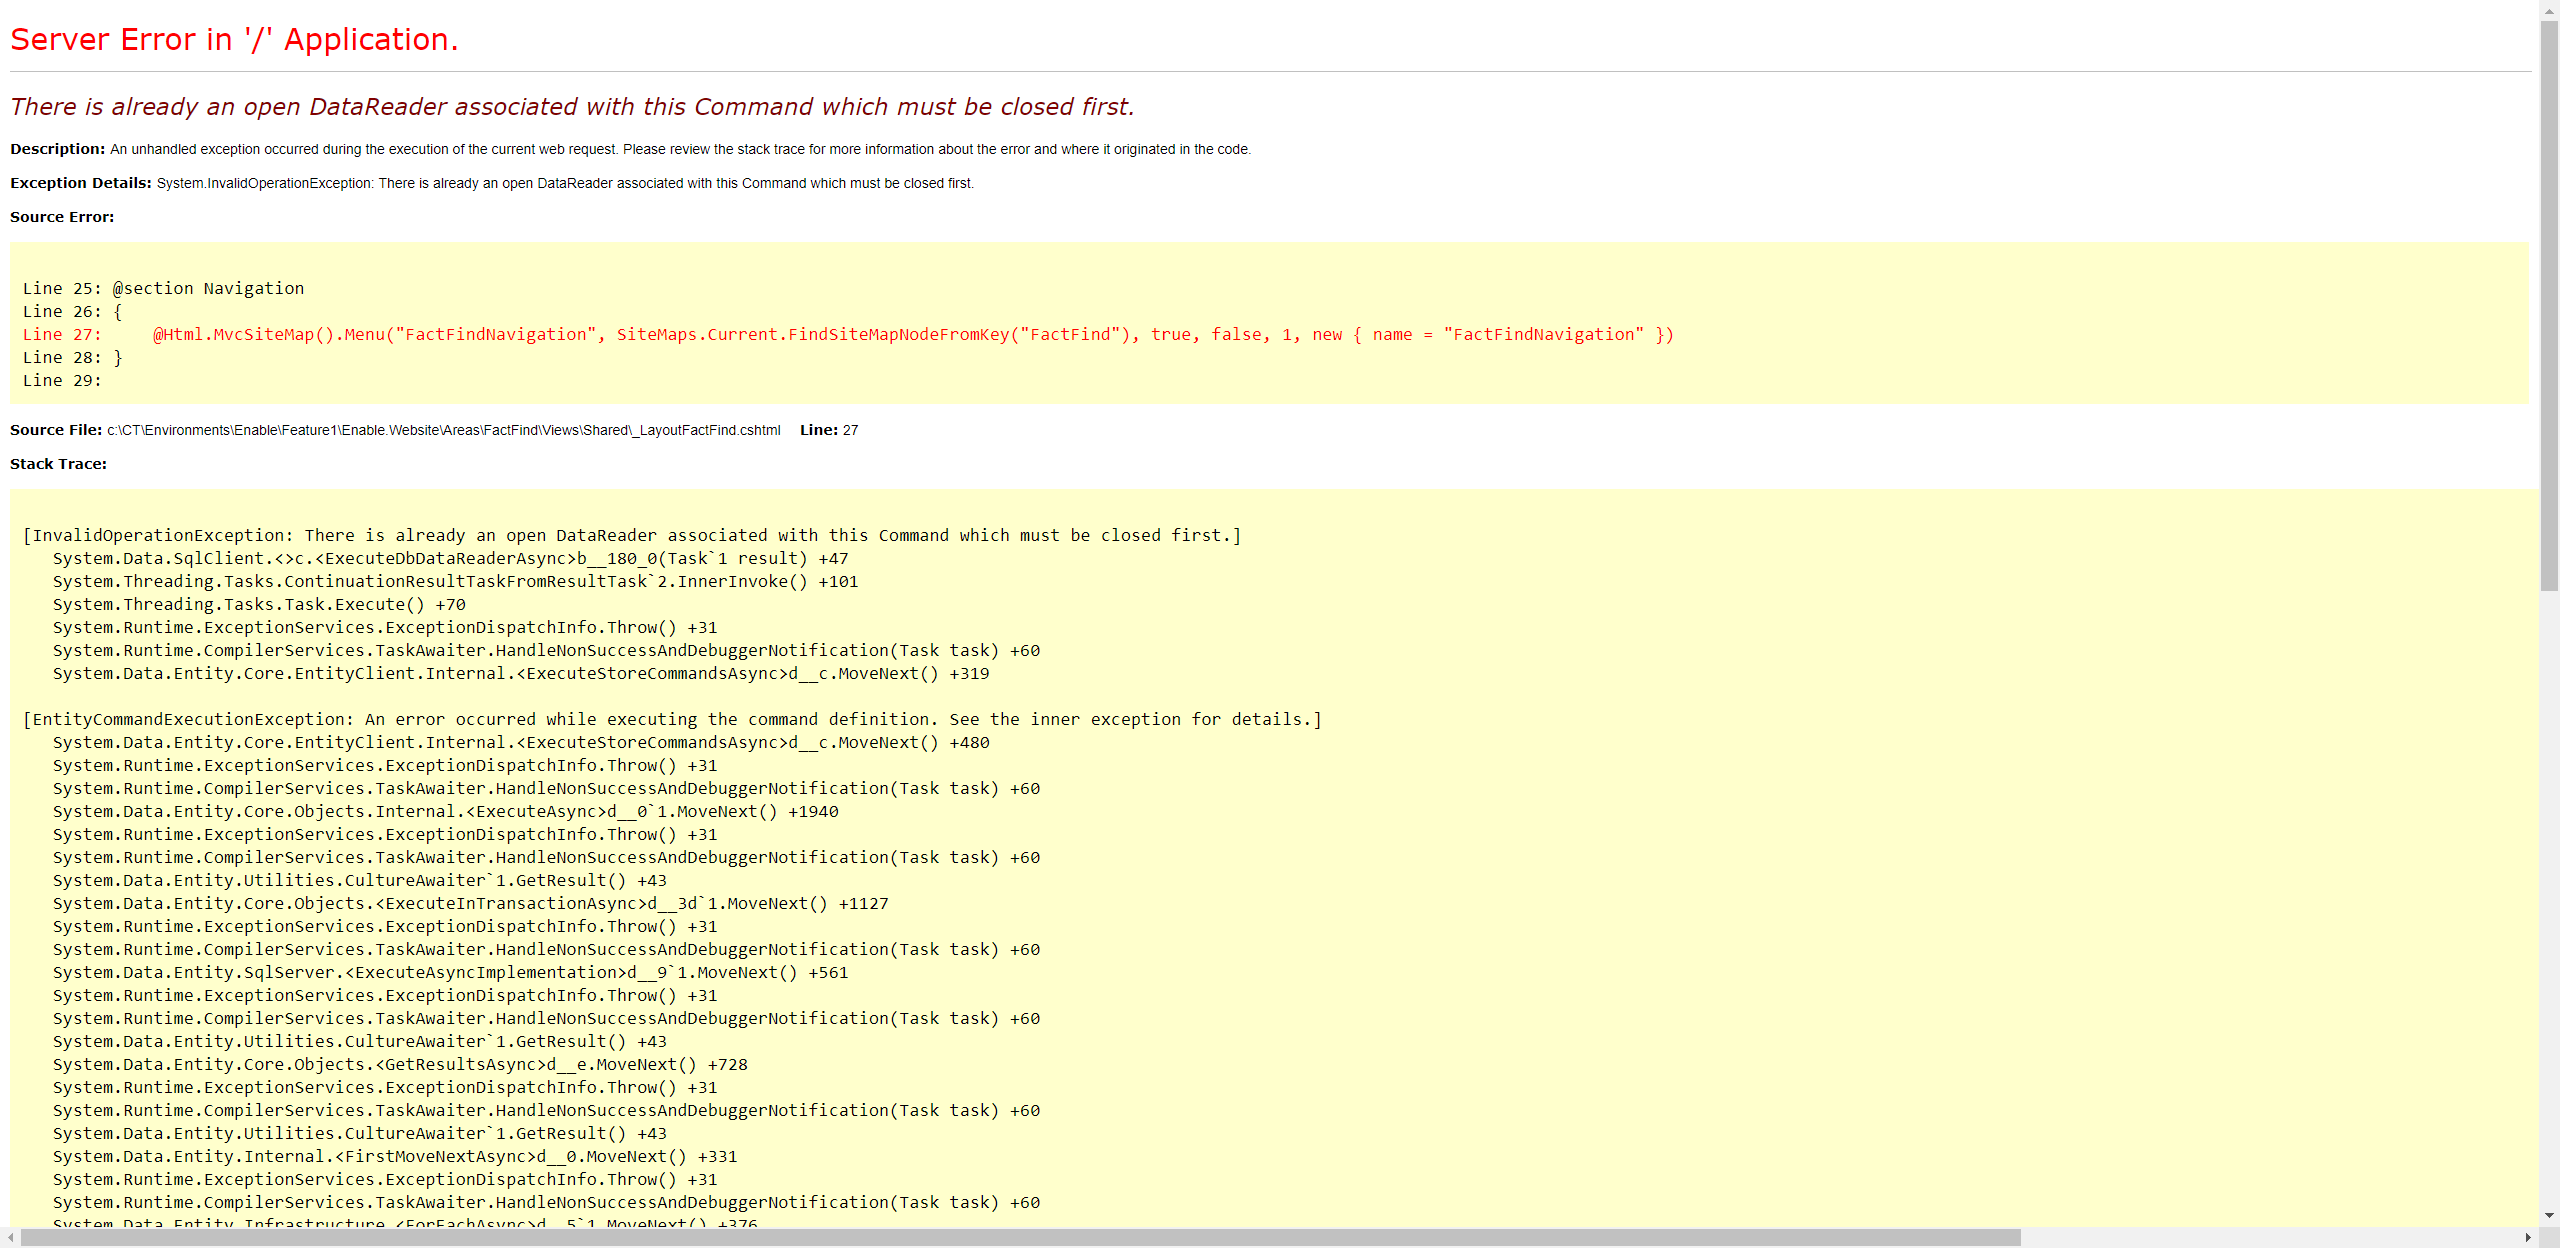 Server Error in '/' Application.
There is already an open DataReader associated with this Command which must be closed first.
Description: An unhandled exception occurred during the execution of the current web request. Please review the stack trace for more information about the error and where it originated in the code.
Exception Details: System.InvalidOperationException: There is already an open DataReader associated with this Command which must be closed first.
Source Error:
Line 25: @section Navigation
Line 26: {
Line 27:     @Html.MvcSiteMap().Menu("FactFindNavigation", SiteMaps.Current.FindSiteMapNodeFromKey("FactFind"), true, false, 1, new { name = "FactFindNavigation" })
Line 28: }
Line 29:
Source File: c:\CT\Environments\Enable\Feature1\Enable.Website\Areas\FactFind\Views\Shared\_LayoutFactFind.cshtml    Line: 27
Stack Trace:
[InvalidOperationException: There is already an open DataReader associated with this Command which must be closed first.]
System.Data.SqlClient.<>c.<ExecuteDbDataReaderAsync>b__180_0(Task`1 result) +47
System.Threading.Tasks.ContinuationResultTaskFromResultTask`2.InnerInvoke() +101
System.Threading.Tasks.Task.Execute() +70
System.Runtime.ExceptionServices.ExceptionDispatchInfo.Throw() +31
System.Runtime.CompilerServices.TaskAwaiter.HandleNonSuccessAndDebuggerNotification(Task task) +60
System.Data.Entity.Core.EntityClient.Internal.<ExecuteStoreCommandsAsync>d__c.MoveNext() +319
[EntityCommandExecutionException: An error occurred while executing the command definition. See the inner exception for details.]
System.Data.Entity.Core.EntityClient.Internal.<ExecuteStoreCommandsAsync>d__c.MoveNext() +480
System.Runtime.ExceptionServices.ExceptionDispatchInfo.Throw() +31
System.Runtime.CompilerServices.TaskAwaiter.HandleNonSuccessAndDebuggerNotification(Task task) +60
System.Data.Entity.Core.Objects.Internal.<ExecuteAsync>d__0`1.MoveNext() +1940
System.Runtime.ExceptionServices.ExceptionDispatchInfo.Throw() +31
System.Runtime.CompilerServices.TaskAwaiter.HandleNonSuccessAndDebuggerNotification(Task task) +60
System.Data.Entity.Utilities.CultureAwaiter`1.GetResult() +43
System.Data.Entity.Core.Objects.<ExecuteInTransactionAsync>d__3d`1.MoveNext() +1127
System.Runtime.ExceptionServices.ExceptionDispatchInfo.Throw() +31
System.Runtime.CompilerServices.TaskAwaiter.HandleNonSuccessAndDebuggerNotification(Task task) +60
System.Data.Entity.SqlServer.<ExecuteAsyncImplementation>d__9`1.MoveNext() +561
System.Runtime.ExceptionServices.ExceptionDispatchInfo.Throw() +31
System.Runtime.CompilerServices.TaskAwaiter.HandleNonSuccessAndDebuggerNotification(Task task) +60
System.Data.Entity.Utilities.CultureAwaiter`1.GetResult() +43
System.Data.Entity.Core.Objects.<GetResultsAsync>d__e.MoveNext() +728
System.Runtime.ExceptionServices.ExceptionDispatchInfo.Throw() +31
System.Runtime.CompilerServices.TaskAwaiter.HandleNonSuccessAndDebuggerNotification(Task task) +60
System.Data.Entity.Utilities.CultureAwaiter`1.GetResult() +43
System.Data.Entity.Internal.<FirstMoveNextAsync>d__0.MoveNext() +331
System.Runtime.ExceptionServices.ExceptionDispatchInfo.Throw() +31
System.Runtime.CompilerServices.TaskAwaiter.HandleNonSuccessAndDebuggerNotification(Task task) +60
System.Data.Entity.Infrastructure.<ForEachAsync>d__5`1.MoveNext() +376